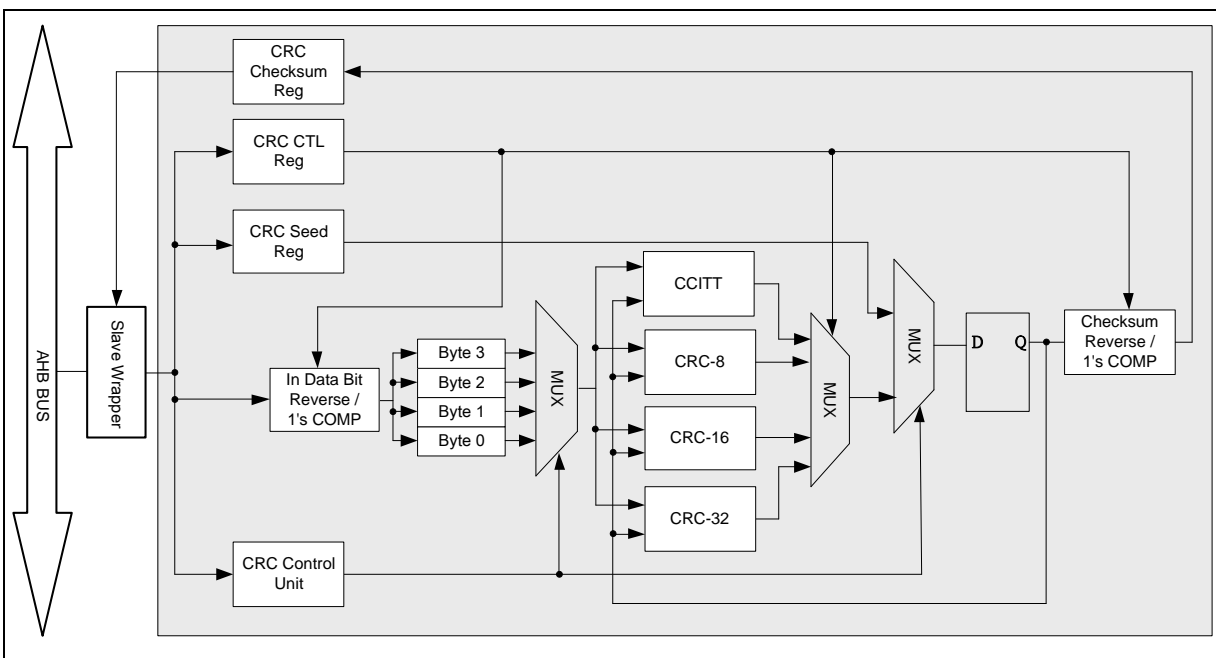 CRC
Checksum
Reg
CRC CTL
Reg
CRC Seed
Reg
AHB BUS
Slave Wrapper
In Data Bit
Reverse /
1's COMP
Byte 3
Byte 2
Byte 1
Byte 0
MUX
CCITT
CRC-8
CRC-16
CRC-32
MUX
MUX
D
Q
Checksum
Reverse /
1's COMP
CRC Control
Unit